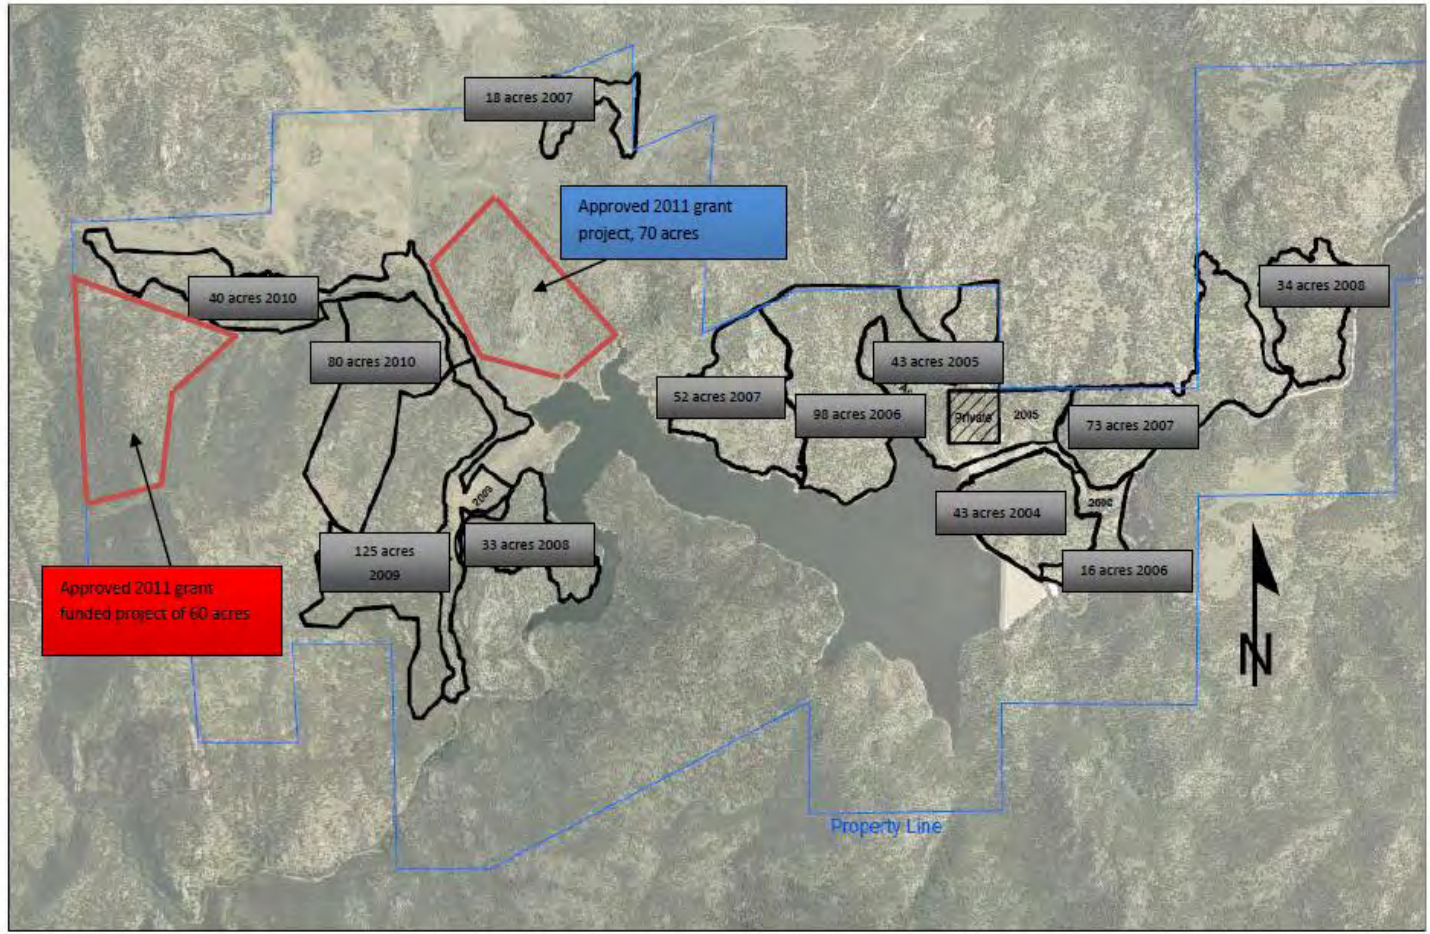 18 acres 2007
Approved 2011 grant
project, 70 acres
34 acres 2008
40 acres 2010
80 acres 2010
43 acres 2005
52 acres 2007
98 acres 2006
Private
2005
73 acres 2007
2009
43 acres 2004
125 acres
2009
33 acres 2008
16 acres 2006
Approved 2011 grant
funded project of 60 acres
N
Property Line